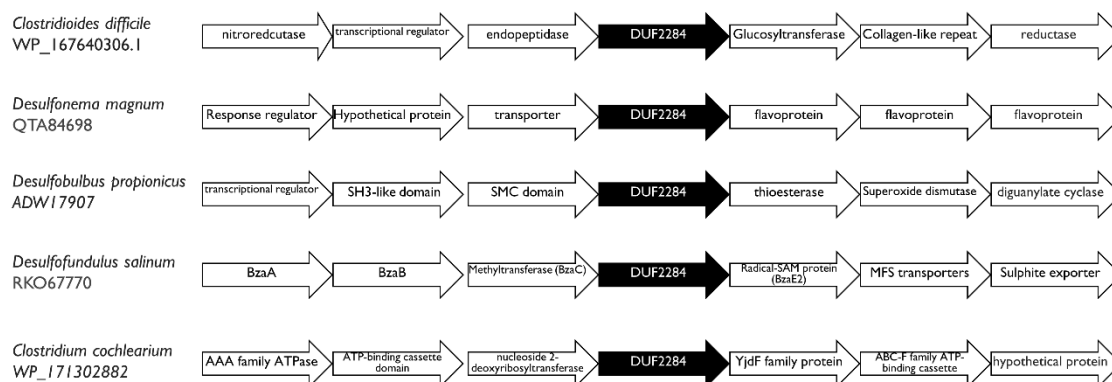 Clostridioides difficile
WP_167640306.1
nitroredcutase
transcriptional regulator
endopeptidase
DUF2284
Glucosyltransferase
Collagen-like repeat
reductase
Desulfonema magnum
QTA84698
Response regulator
Hypothetical protein
transporter
DUF2284
flavoprotein
flavoprotein
flavoprotein
Desulfobulbus propionicus
ADW17907
transcriptional regulator
SH3-like domain
SMC domain
DUF2284
thioesterase
Superoxide dismutase
diguanylate cyclase
Desulfofundulus salinum
RKO67770
BzaA
BzaB
Methyltransferase (BzaC)
DUF2284
Radical-SAM protein
(BzaE2)
MFS transporters
Sulphite exporter
Clostridium cochlearium
WP_171302882
AAA family ATPase
ATP-binding cassette
domain
nucleoside 2-
deoxyribosyltransferase
DUF2284
YjdF family protein
ABC-F family ATP-
binding cassette
hypothetical protein